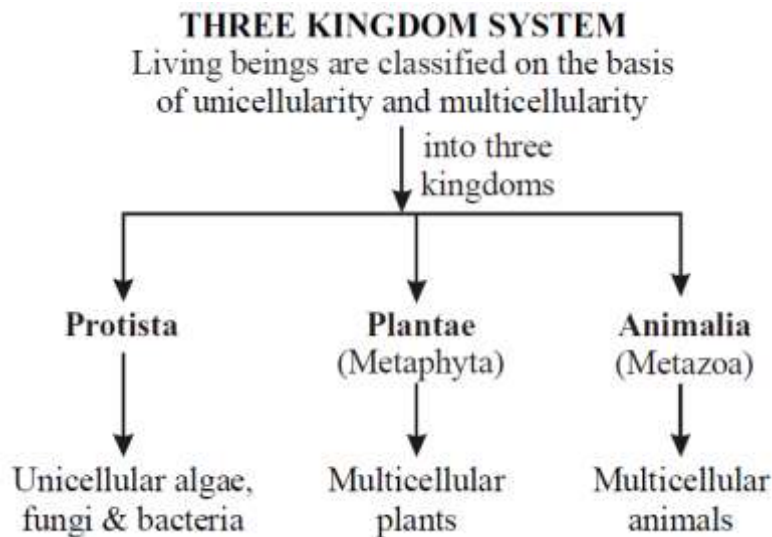 THREE KINGDOM SYSTEM
Living beings are classified on the basis
of unicellularity and multicellularity
into three
kingdoms
Protista
Plantae
(Metaphyta)
Animalia
(Metazoa)
Unicellular algae,
fungi & bacteria
Multicellular
plants
Multicellular
animals